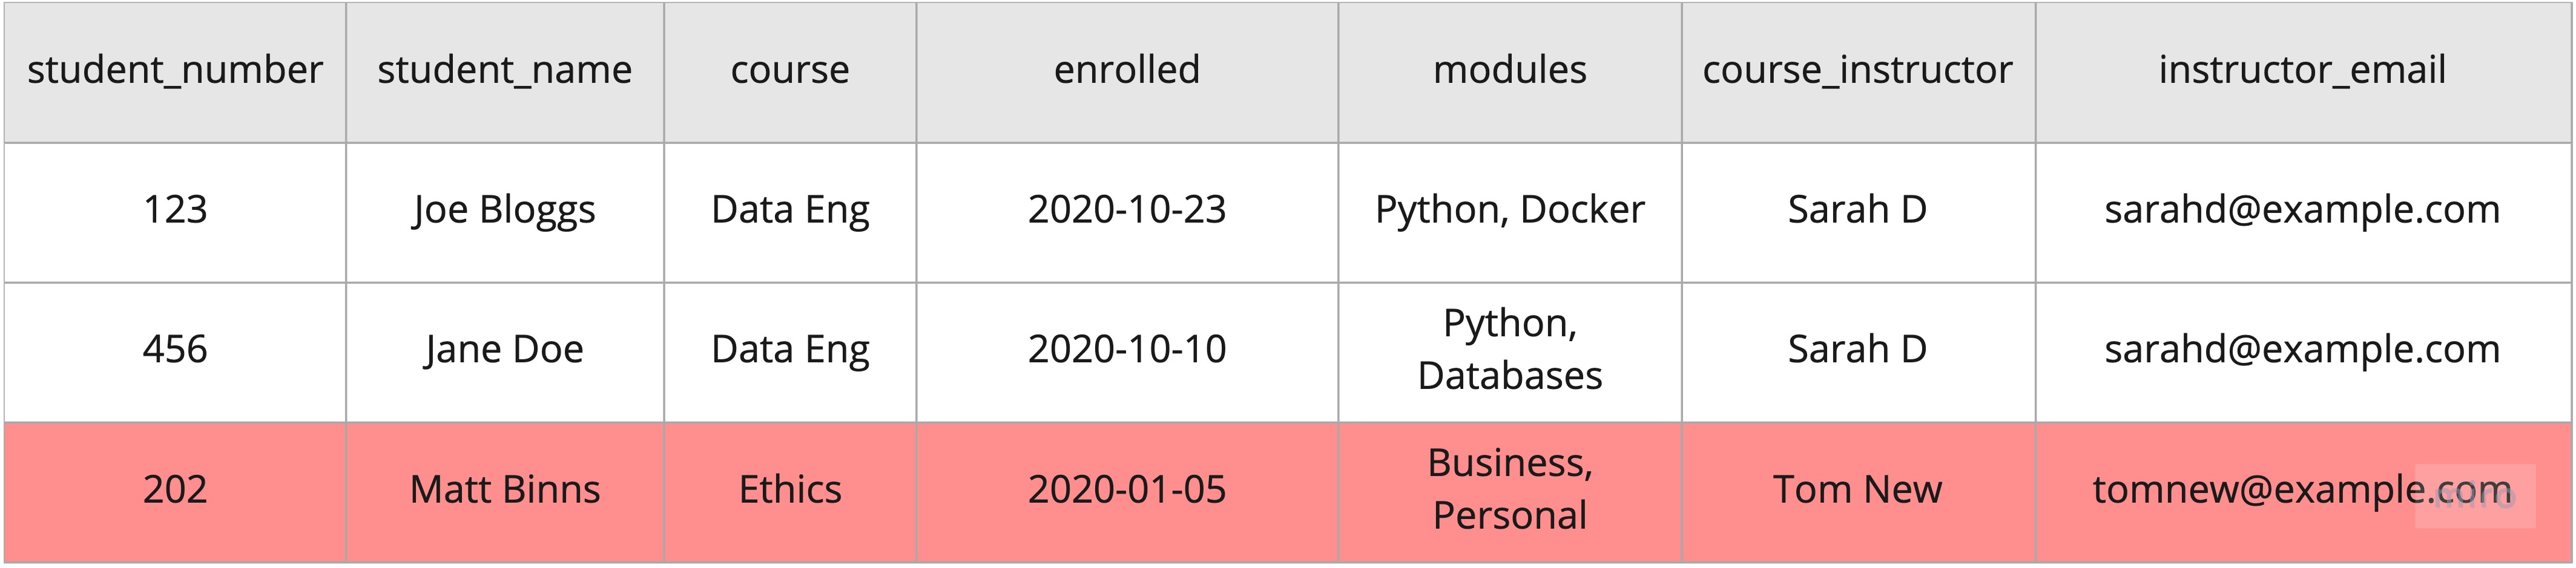 student_number student_name course enrolled modules course_instructor instructor_email
123 Joe Bloggs Data Eng 2020-10-23 Python, Docker Sarah D sarahd@example.com
456 Jane Doe Data Eng 2020-10-10 Python, Databases Sarah D sarahd@example.com
202 Matt Binns Ethics 2020-01-05 Business, Personal Tom New tomnew@example.com
miro